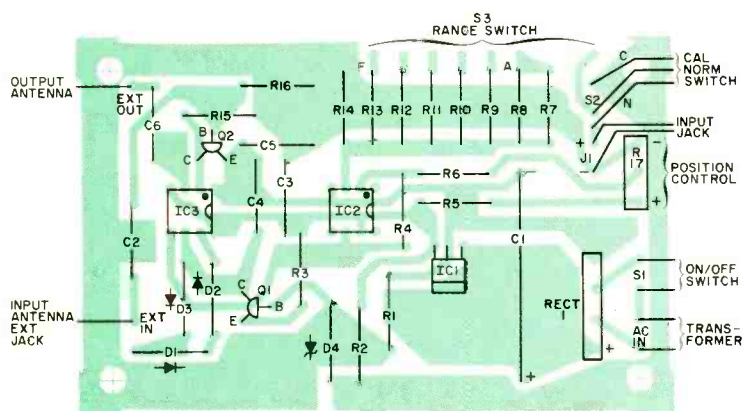 S3
RANGE SWITCH
F
A
C
CAL
NORM
SWITCH
S2
N
OUTPUT
ANTENNA
EXT
OUT
R16
C6
R15
B
Q2
C
E
C5
R14
R13
R12
R11
R10
R9
R8
R7
+
J1
-
INPUT
JACK
R
17
-
+
POSITION
CONTROL
C3
R6
R5
IC3
C4
IC2
R4
C2
C1
IC1
R3
S1
ON/OFF
SWITCH
INPUT
ANTENNA
EXT
JACK
EXT
IN
D3
D2
C
Q1
B
E
R1
RECT
1
AC
IN
TRANS-
FORMER
D1
D4
R2
+
+